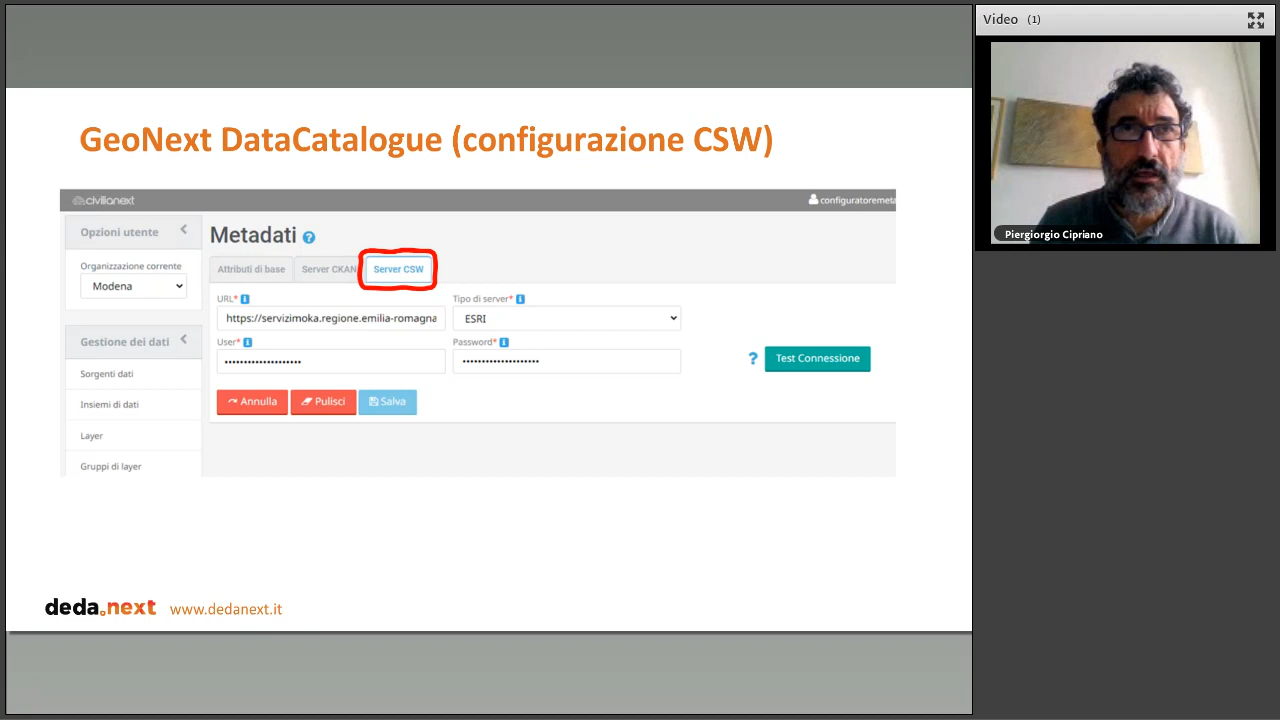 Video (1)
Piergiorgio Cipriano
GeoNext DataCatalogue (configurazione CSW)
civilianext
configuratoremeta
Opzioni utente
Organizzazione corrente
Modena
Gestione dei dati
Sorgenti dati
Insiemi di dati
Layer
Gruppi di layer
Metadati ?
Attributi di base
Server CKAN
Server CSW
URL*
https://servizimoka.regione.emilia-romagna
Tipo di server*
ESRI
User*
••••••••••••••••••••
Password*
••••••••••••••••••••
? Test Connessione
Annulla
Pulisci
Salva
deda.next www.dedanext.it